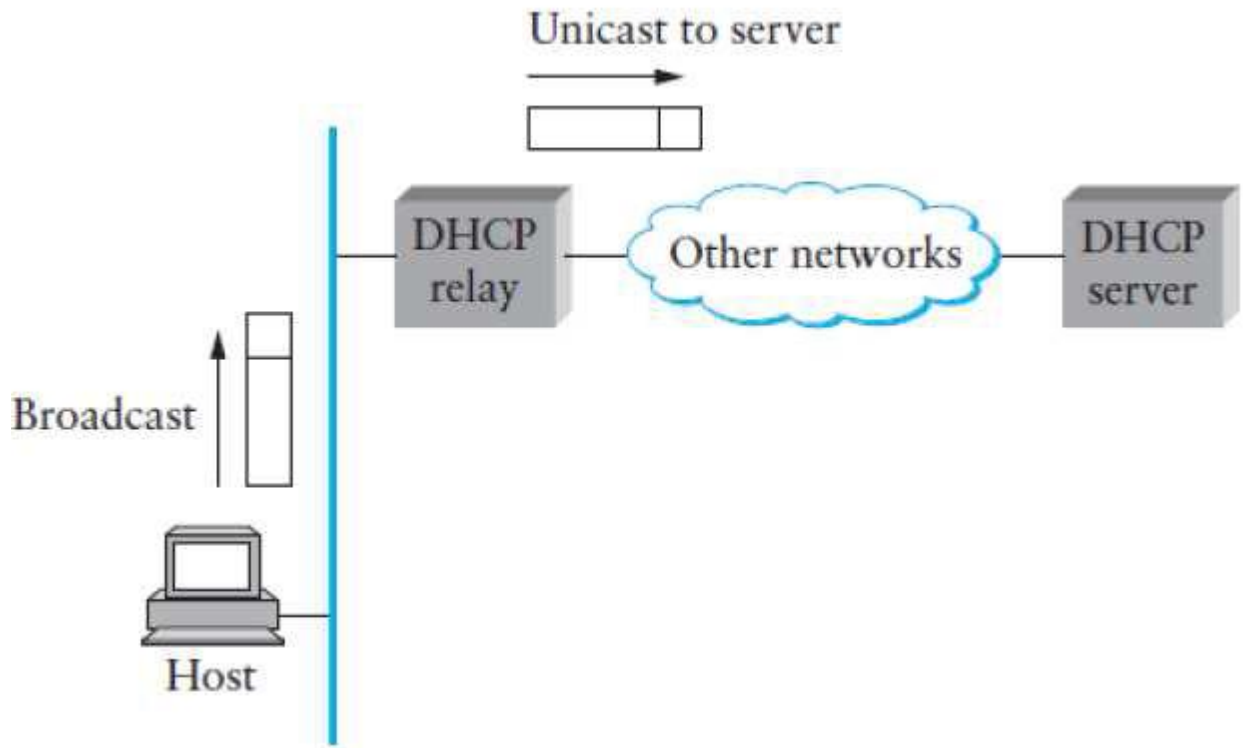 Unicast to server
DHCP
relay
Other networks
DHCP
server
Broadcast
Host